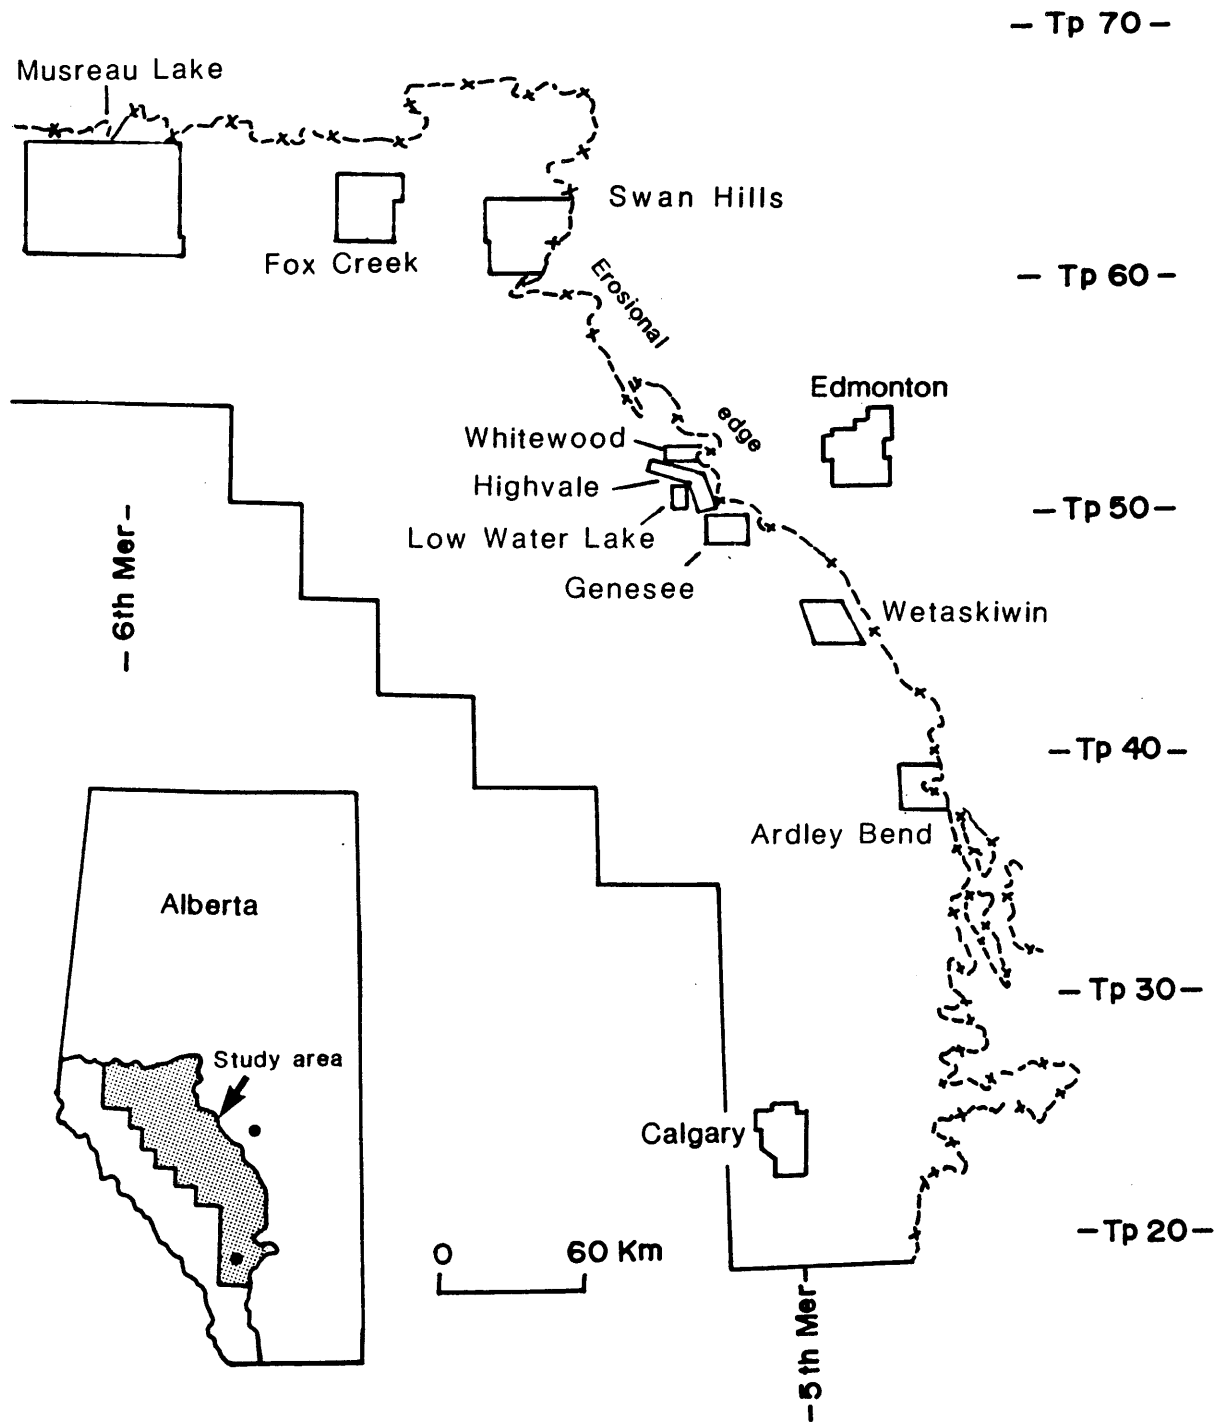 – Tp 70 –
Musreau Lake
Swan Hills
Fox Creek
– Tp 60 –
Erosional
edge
Edmonton
Whitewood
Highvale
– Tp 50 –
Low Water Lake
Genesee
– 6th Mer –
Wetaskiwin
– Tp 40 –
Ardley Bend
Alberta
– Tp 30 –
Study area
Calgary
– Tp 20 –
0 60 Km
– 5th Mer –